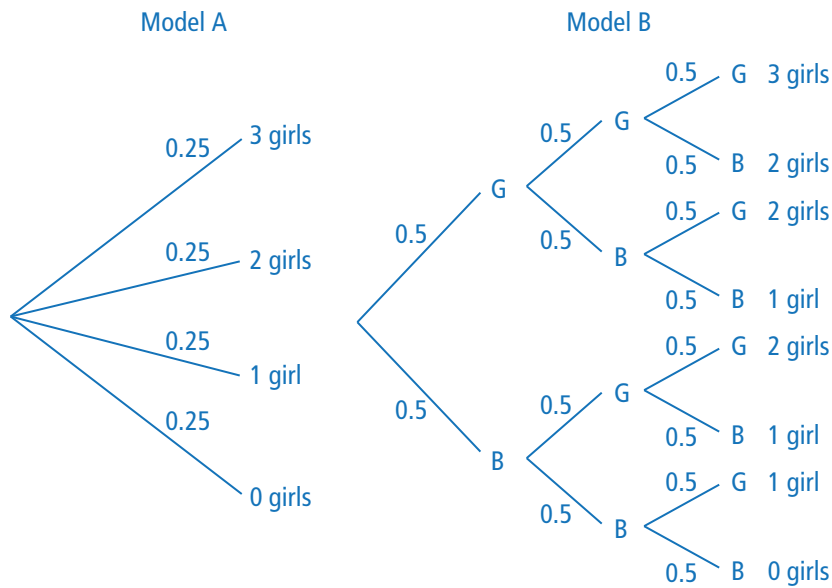 Model A
0.25 3 girls
0.25 2 girls
0.25 1 girl
0.25 0 girls
Model B
0.5 G 3 girls
0.5 G
0.5 B 2 girls
0.5 G
0.5 G 2 girls
0.5 B
0.5 B 1 girl
0.5 G 2 girls
0.5 G
0.5 B 1 girl
0.5 B
0.5 G 1 girl
0.5 B
0.5 B 0 girls